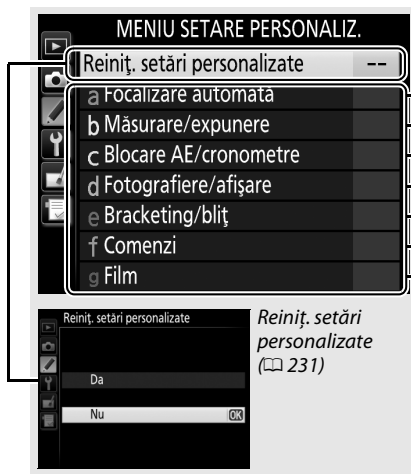 MENIU SETARE PERSONALIZ.
Reiniţ. setări personalizate --
a Focalizare automată
b Măsurare/expunere
c Blocare AE/cronometre
d Fotografiere/afişare
e Bracketing/bliţ
f Comenzi
g Film
Reiniţ. setări personalizate
Da
Nu OK
Reiniţ. setări
personalizate
(📖 231)